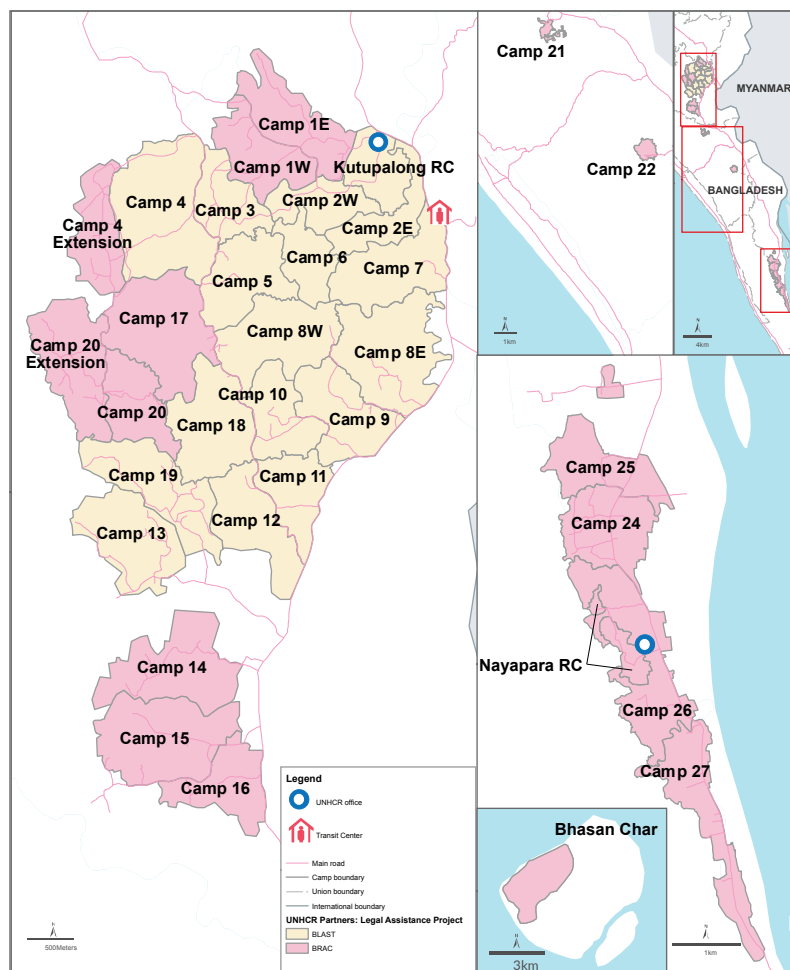 Camp 1E
Camp 1W
Kutupalong RC
Camp 4
Camp 3
Camp 2W
Camp 4
Extension
Camp 2E
Camp 6
Camp 7
Camp 5
Camp 17
Camp 8W
Camp 20
Extension
Camp 8E
Camp 10
Camp 20
Camp 18
Camp 9
Camp 19
Camp 11
Camp 12
Camp 13
Camp 14
Camp 15
Camp 16
N
500Meters
Legend
UNHCR office
Transit Center
Main road
Camp boundary
Union boundary
International boundary
UNHCR Partners: Legal Assistance Project
BLAST
BRAC
Camp 21
Camp 22
N
1km
MYANMAR
BANGLADESH
N
4km
Camp 25
Camp 24
Nayapara RC
Camp 26
Camp 27
N
1km
Bhasan Char
N
3km